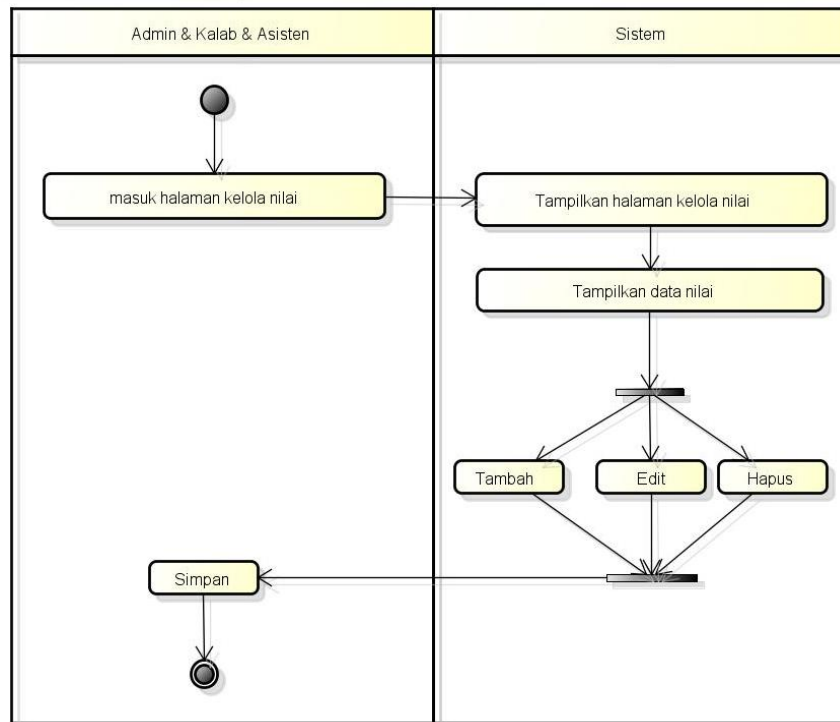 Admin & Kalab & Asisten
Sistem
masuk halaman kelola nilai
Tampilkan halaman kelola nilai
Tampilkan data nilai
Tambah
Edit
Hapus
Simpan